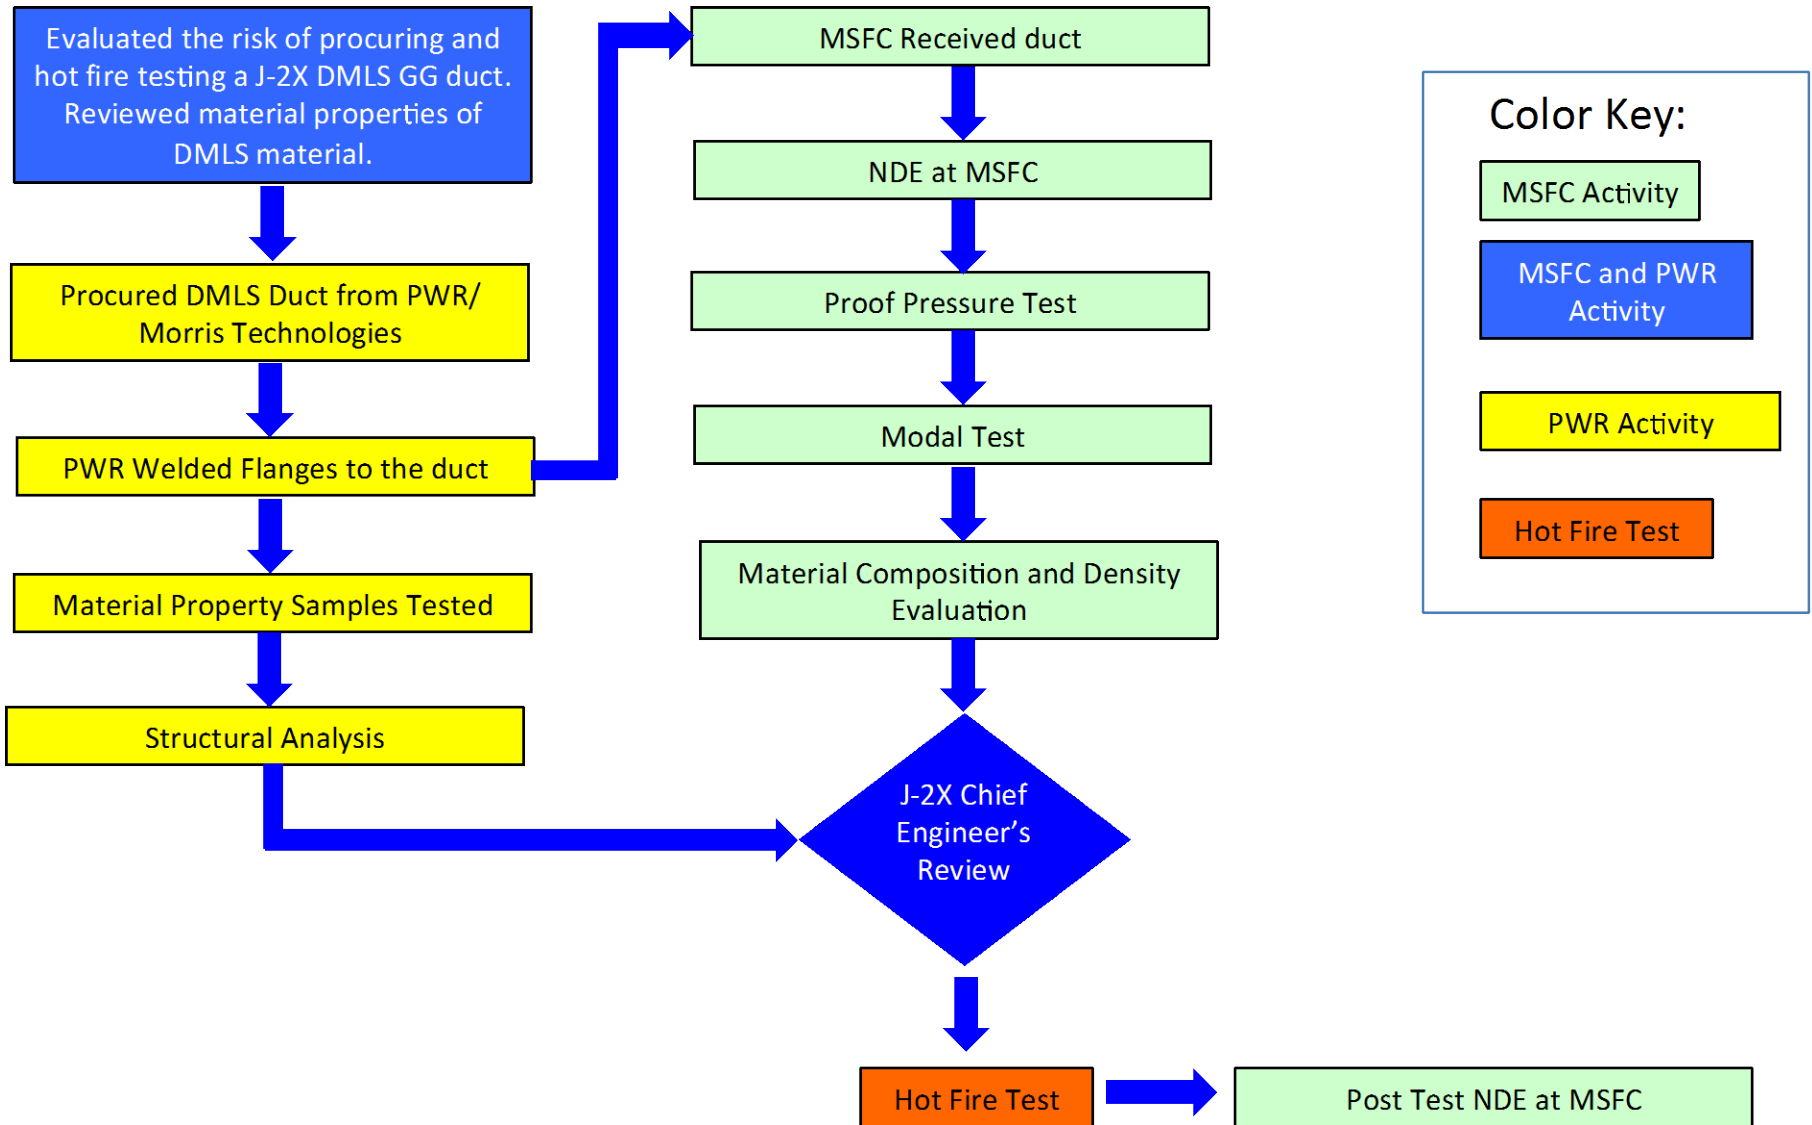 Evaluated the risk of procuring and
hot fire testing a J-2X DMLS GG duct.
Reviewed material properties of
DMLS material.
Procured DMLS Duct from PWR/
Morris Technologies
PWR Welded Flanges to the duct
Material Property Samples Tested
Structural Analysis
MSFC Received duct
NDE at MSFC
Proof Pressure Test
Modal Test
Material Composition and Density
Evaluation
J-2X Chief
Engineer’s
Review
Hot Fire Test
Post Test NDE at MSFC
Color Key:
MSFC Activity
MSFC and PWR
Activity
PWR Activity
Hot Fire Test